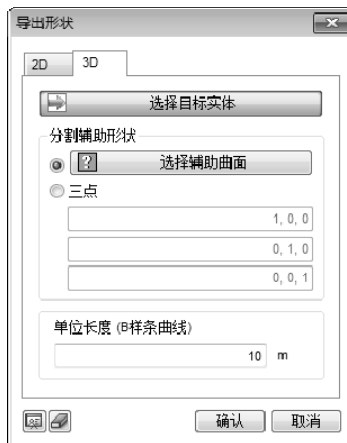 导出形状
2D 3D
选择目标实体
分割辅助形状
选择辅助曲面
三点
1, 0, 0
0, 1, 0
0, 0, 1
单位长度 (B样条曲线)
10 m
确认 取消